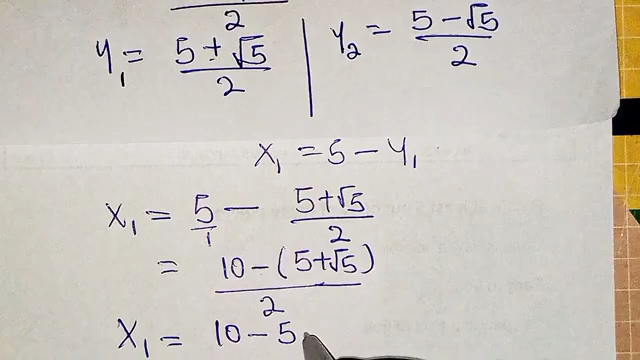 2
y₁ = (5 + √5)/2 | y₂ = (5 − √5)/2
x₁ = 5 − y₁
x₁ = 5/1 − (5+√5)/2
= (10 − (5+√5))/2
x₁ = 10 − 5